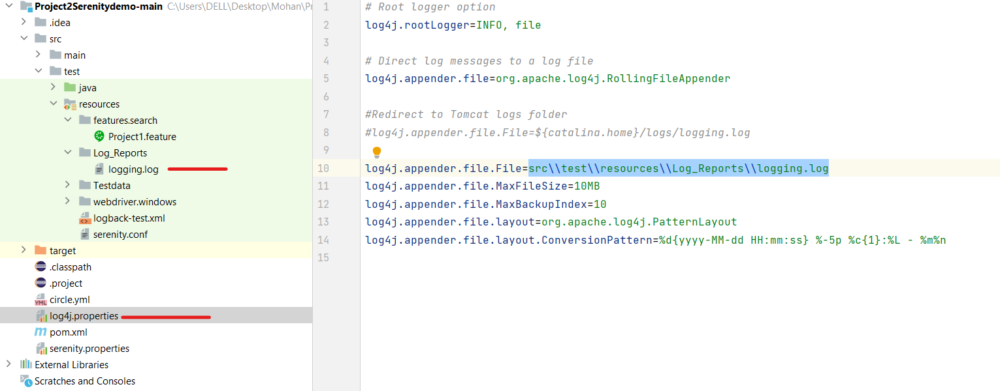 Project2Serenitydemo-main C:\Users\DELL\Desktop\Mohan\Pr
.idea
src
main
test
java
resources
features.search
Project1.feature
Log_Reports
logging.log
Testdata
webdriver.windows
logback-test.xml
serenity.conf
target
.classpath
.project
circle.yml
log4j.properties
pom.xml
serenity.properties
External Libraries
Scratches and Consoles
1 # Root logger option
2 log4j.rootLogger=INFO, file
3
4 # Direct log messages to a log file
5 log4j.appender.file=org.apache.log4j.RollingFileAppender
6
7 #Redirect to Tomcat logs folder
8 #log4j.appender.file.File=${catalina.home}/logs/logging.log
9
10 log4j.appender.file.File=src\\test\\resources\\Log_Reports\\logging.log
11 log4j.appender.file.MaxFileSize=10MB
12 log4j.appender.file.MaxBackupIndex=10
13 log4j.appender.file.layout=org.apache.log4j.PatternLayout
14 log4j.appender.file.layout.ConversionPattern=%d{yyyy-MM-dd HH:mm:ss} %-5p %c{1}:%L - %m%n
15